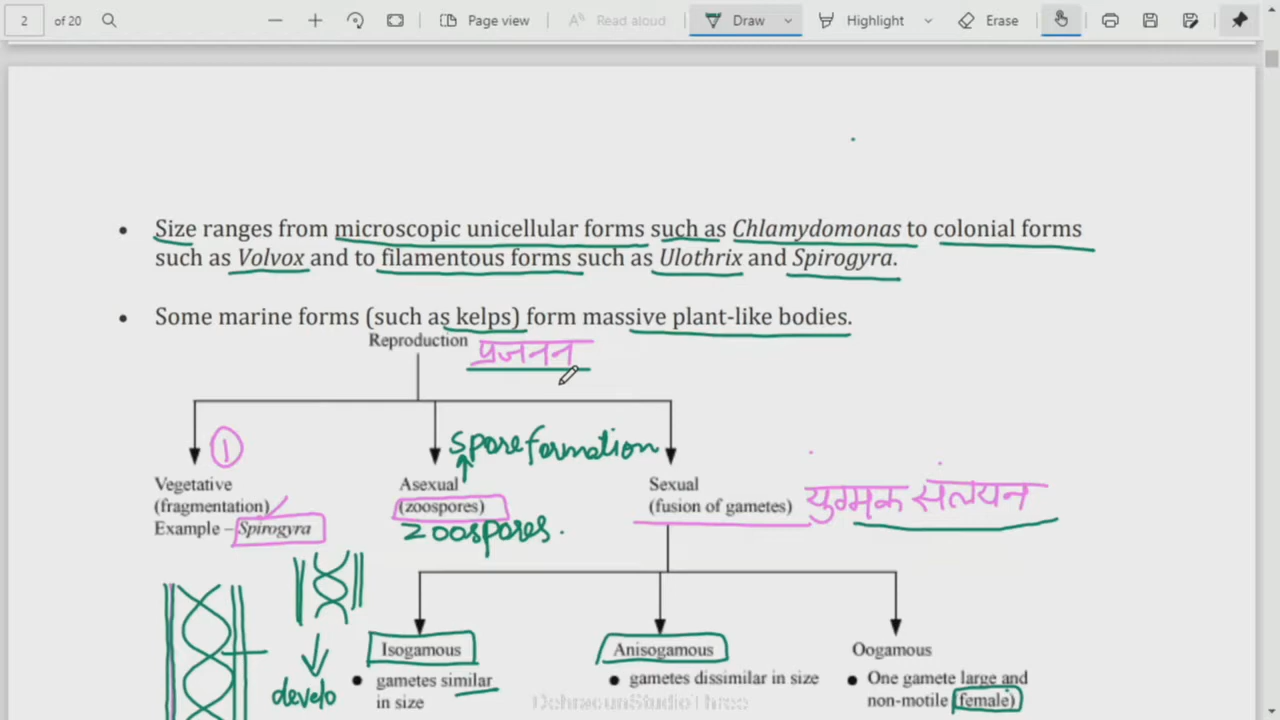 2 of 20 Page view Read aloud Draw Highlight Erase
• Size ranges from microscopic unicellular forms such as Chlamydomonas to colonial forms
such as Volvox and to filamentous forms such as Ulothrix and Spirogyra.
• Some marine forms (such as kelps) form massive plant-like bodies.
Reproduction प्रजनन
1 spore formation
Vegetative Asexual Sexual
(fragmentation) (zoospores) (fusion of gametes) युग्मक संलयन
Example – Spirogyra zoospores.
Isogamous Anisogamous Oogamous
• gametes similar • gametes dissimilar in size • One gamete large and
develo in size non-motile (female)
DehradunStudioThree